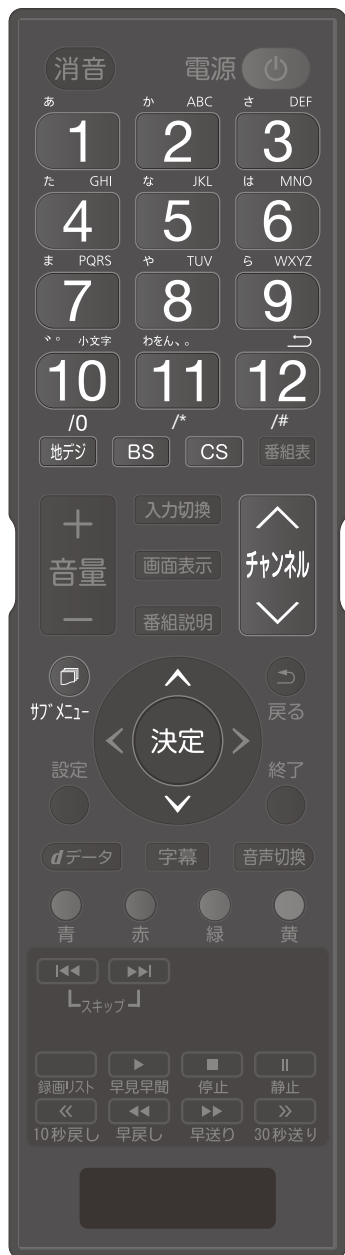 消音 電源
あ か ABC さ DEF
1 2 3
た GHI な JKL は MNO
4 5 6
ま PQRS や TUV ら WXYZ
7 8 9
゛゜ 小文字 わをん、。
10 11 12
/0 /* /#
地デジ BS CS 番組表
+ 入力切換
音量 画面表示 チャンネル
− 番組説明
サブメニュー 戻る
決定
設定 終了
dデータ 字幕 音声切換
青 赤 緑 黄
スキップ
録画リスト 早見早聞 停止 静止
10秒戻し 早戻し 早送り 30秒送り